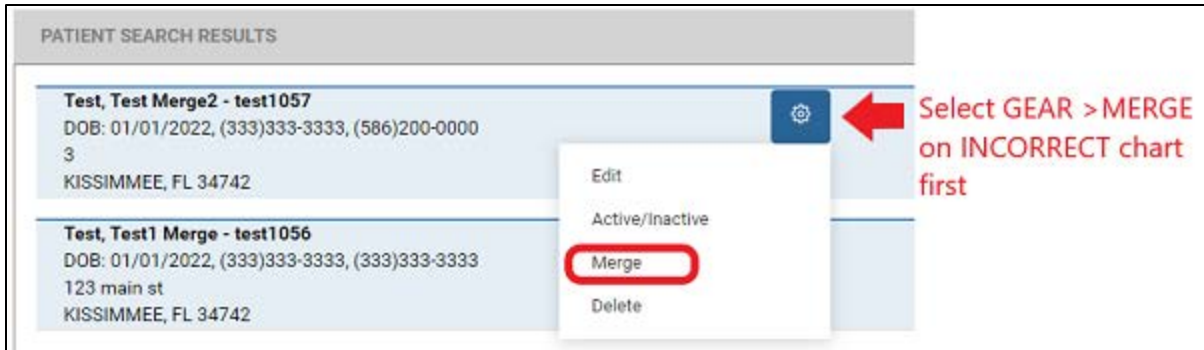 PATIENT SEARCH RESULTS
Test, Test Merge2 - test1057
DOB: 01/01/2022, (333)333-3333, (586)200-0000
3
KISSIMMEE, FL 34742
Select GEAR >MERGE
on INCORRECT chart
first
Edit
Active/Inactive
Merge
Delete
Test, Test1 Merge - test1056
DOB: 01/01/2022, (333)333-3333, (333)333-3333
123 main st
KISSIMMEE, FL 34742